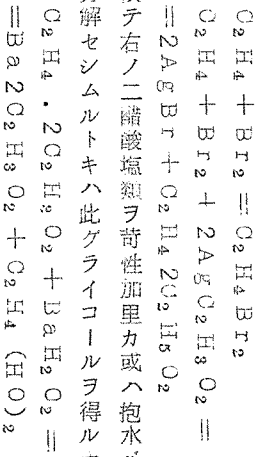 C₂H₄+Br₂=C₂H₄Br₂
C₂H₄+Br₂+2AgC₂H₃O₂=
=2AgBr+C₂H₄2C₂H₅O₂
テ右ノ二醋酸塩類ヲ苛性加里カ或ハ抱水
解セシムルトキハ此グライコールヲ得ル
C₂H₄.2C₂H₃O₂+BaH₂O₂=
=Ba2C₂H₃O₂+C₂H₄(HO)₂